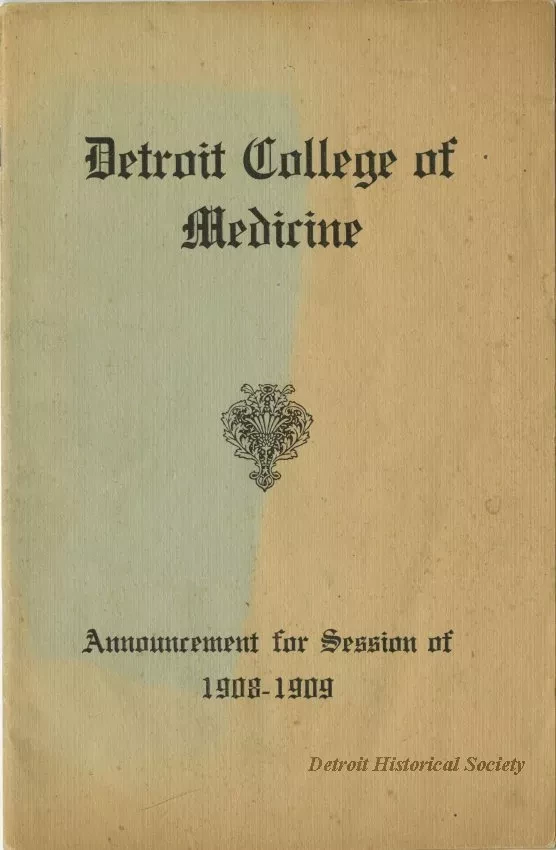 Detroit College of
Medicine
Announcement for Session of
1908-1909
Detroit Historical Society